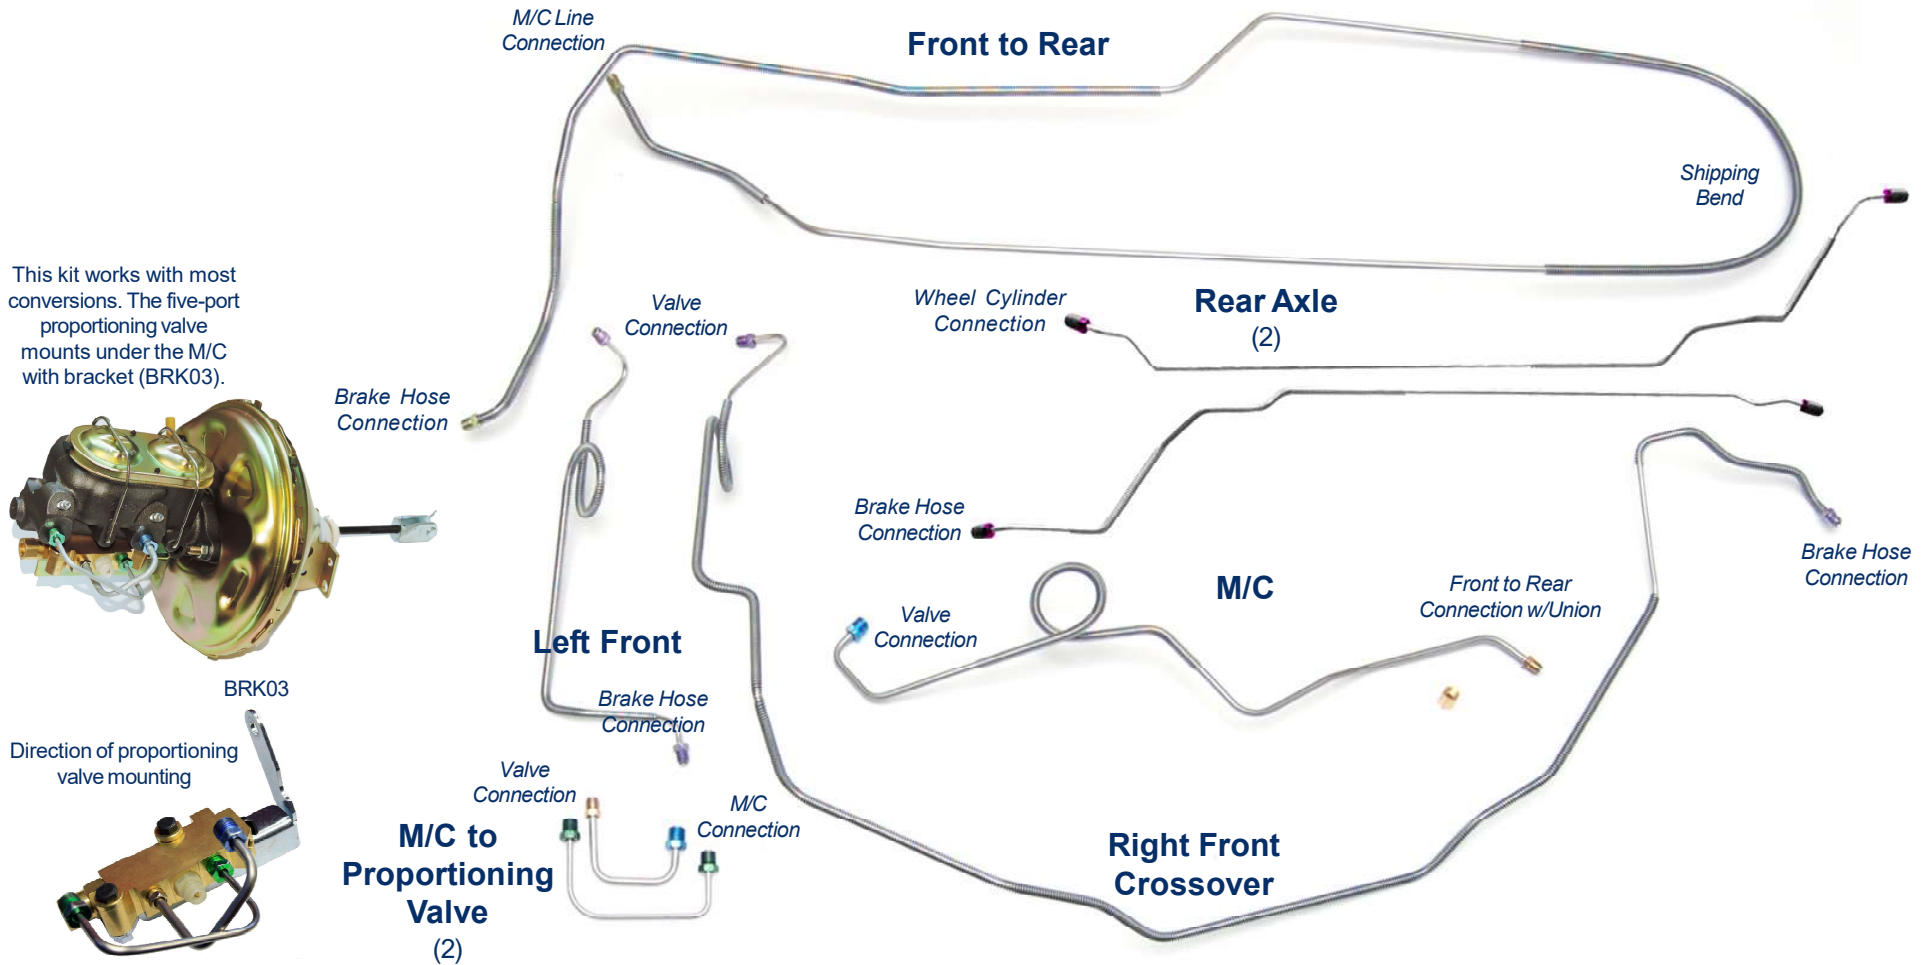 M/C Line
Connection
Front to Rear
Shipping
Bend
This kit works with most
conversions. The five-port
proportioning valve
mounts under the M/C
with bracket (BRK03).
Valve
Connection
Wheel Cylinder
Connection
Rear Axle
(2)
Brake Hose
Connection
Brake Hose
Connection
Brake Hose
Connection
M/C
Front to Rear
Connection w/Union
Valve
Connection
Left Front
BRK03
Brake Hose
Connection
Direction of proportioning
valve mounting
Valve
Connection
M/C
Connection
M/C to
Proportioning
Valve
(2)
Right Front
Crossover